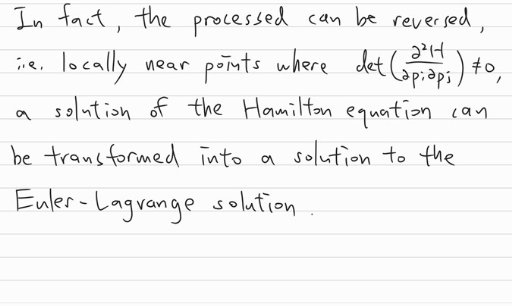 In fact, the processed can be reversed,
i.e. locally near points where det(∂²H/∂pi∂pj) ≠0,
a solution of the Hamilton equation can
be transformed into a solution to the
Euler-Lagrange solution.